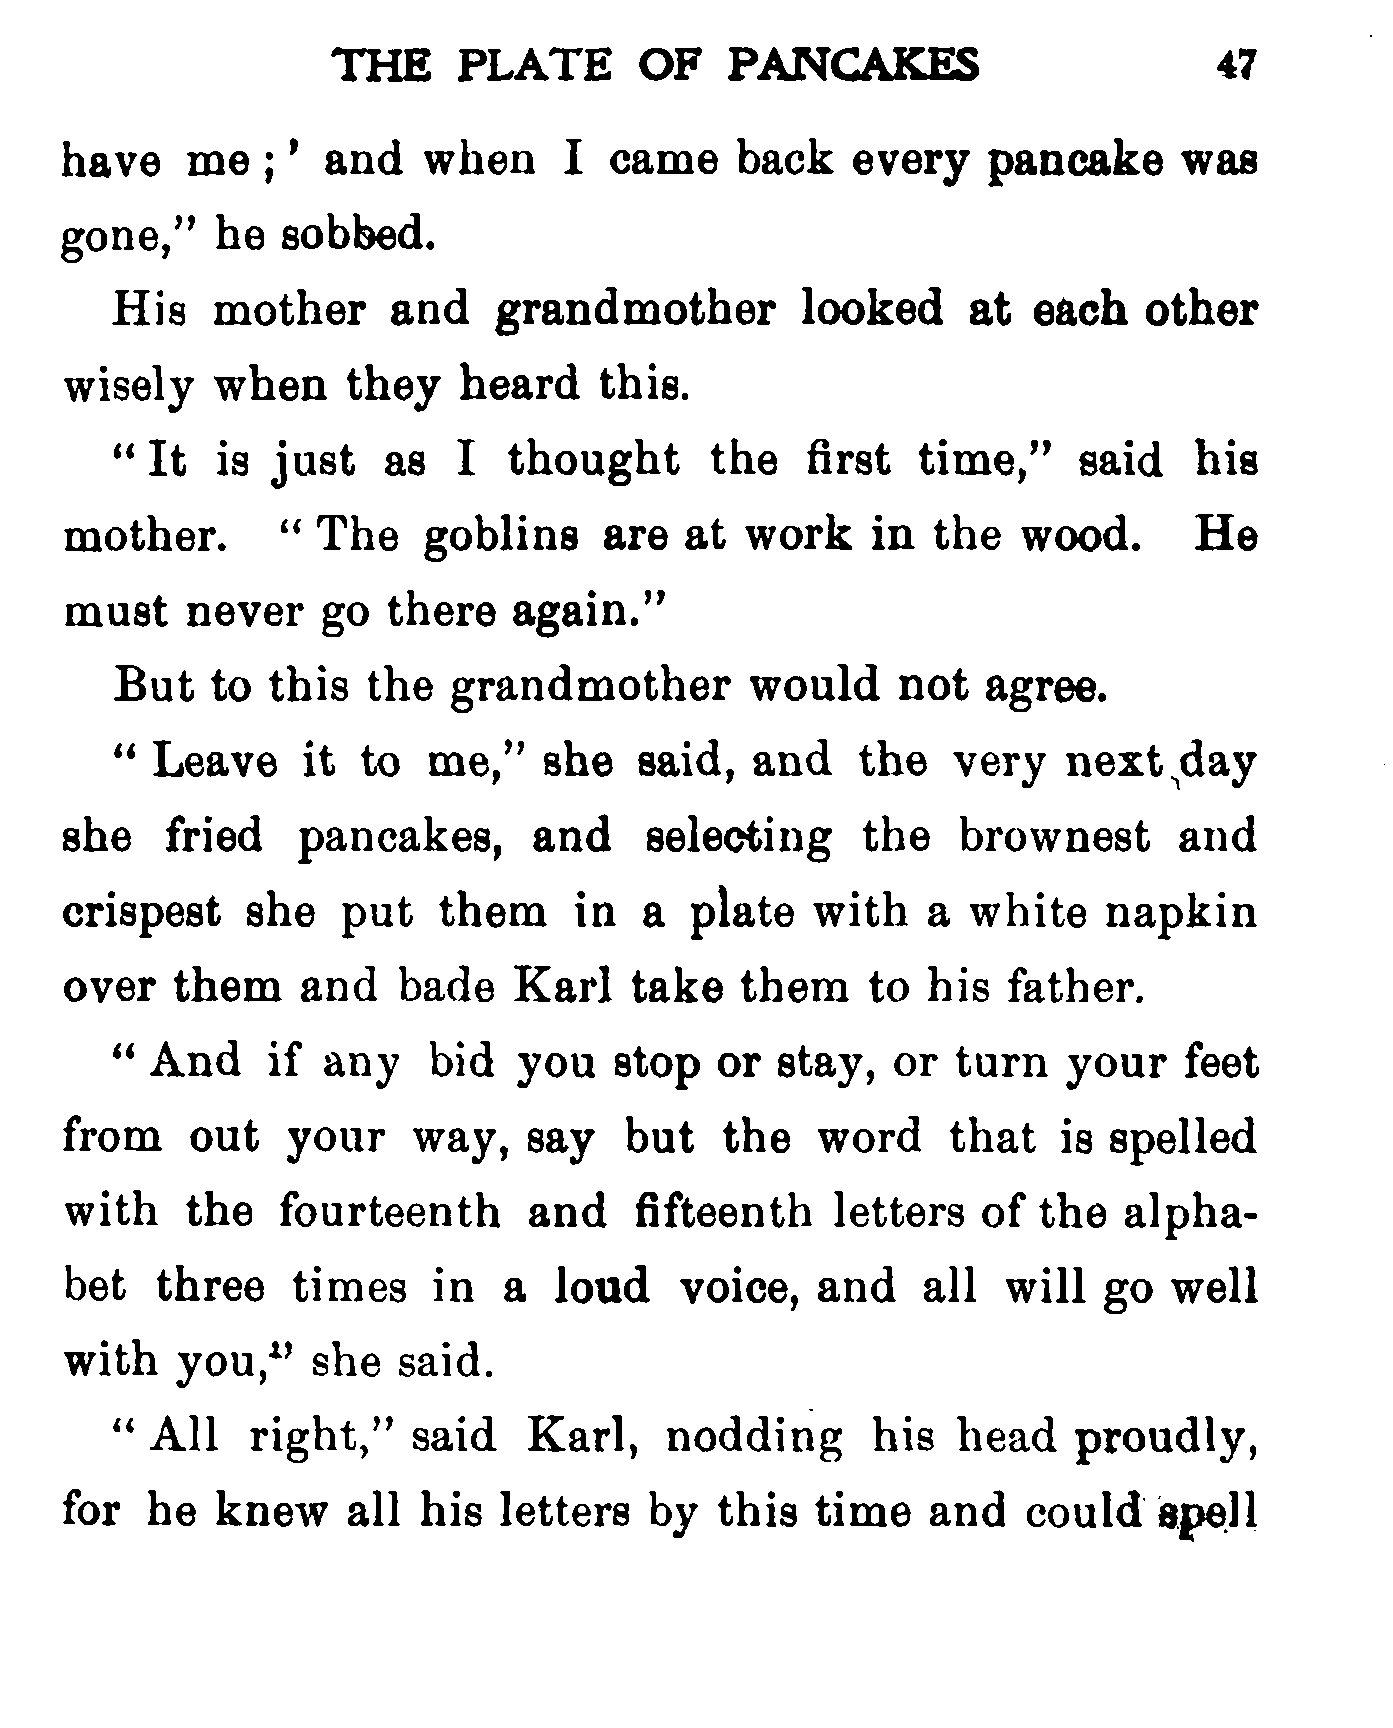 THE PLATE OF PANCAKES 47
have me ; ' and when I came back every pancake was
gone," he sobbed.
His mother and grandmother looked at each other
wisely when they heard this.
" It is just as I thought the first time," said his
mother. " The goblins are at work in the wood. He
must never go there again."
But to this the grandmother would not agree.
" Leave it to me," she said, and the very next day
she fried pancakes, and selecting the brownest and
crispest she put them in a plate with a white napkin
over them and bade Karl take them to his father.
" And if any bid you stop or stay, or turn your feet
from out your way, say but the word that is spelled
with the fourteenth and fifteenth letters of the alpha-
bet three times in a loud voice, and all will go well
with you," she said.
" All right," said Karl, nodding his head proudly,
for he knew all his letters by this time and could spell